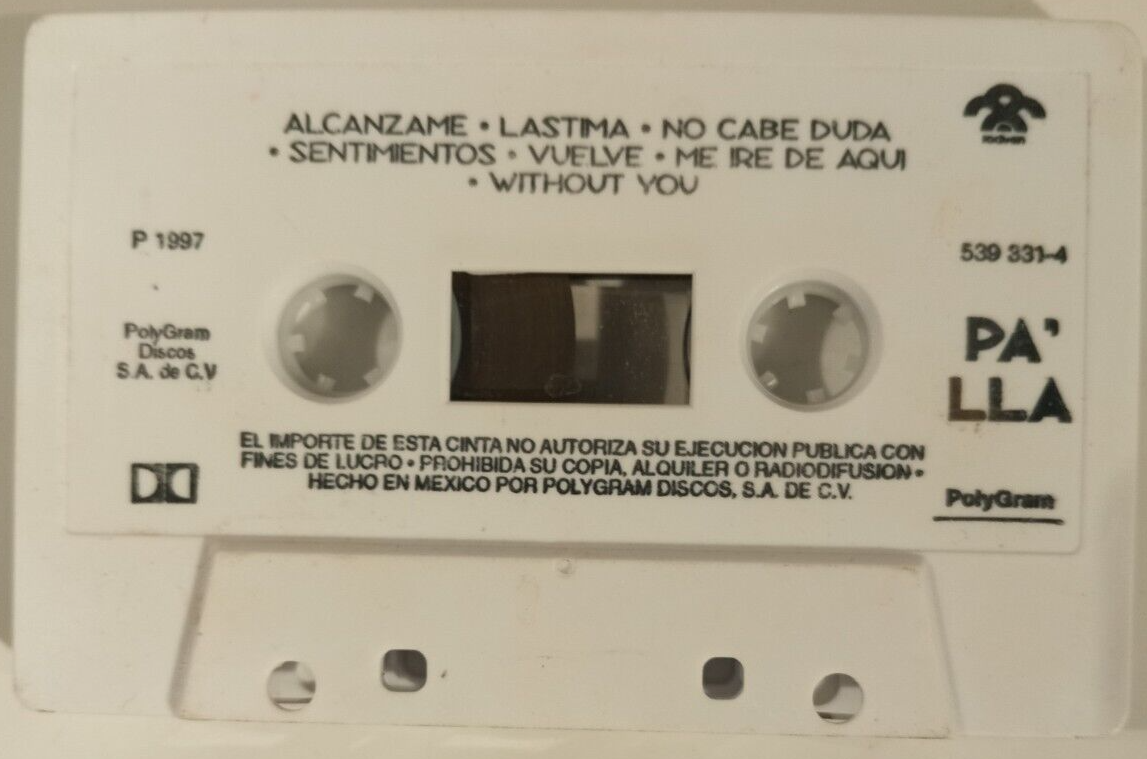 ALCANZAME • LASTIMA • NO CABE DUDA
• SENTIMIENTOS • VUELVE • ME IRE DE AQUI
• WITHOUT YOU
rodven
P 1997
539 331-4
PolyGram
Discos
S.A. de C.V
PA'
LLA
EL IMPORTE DE ESTA CINTA NO AUTORIZA SU EJECUCION PUBLICA CON
FINES DE LUCRO • PROHIBIDA SU COPIA, ALQUILER O RADIODIFUSION •
HECHO EN MEXICO POR POLYGRAM DISCOS, S.A. DE C.V.
PolyGram